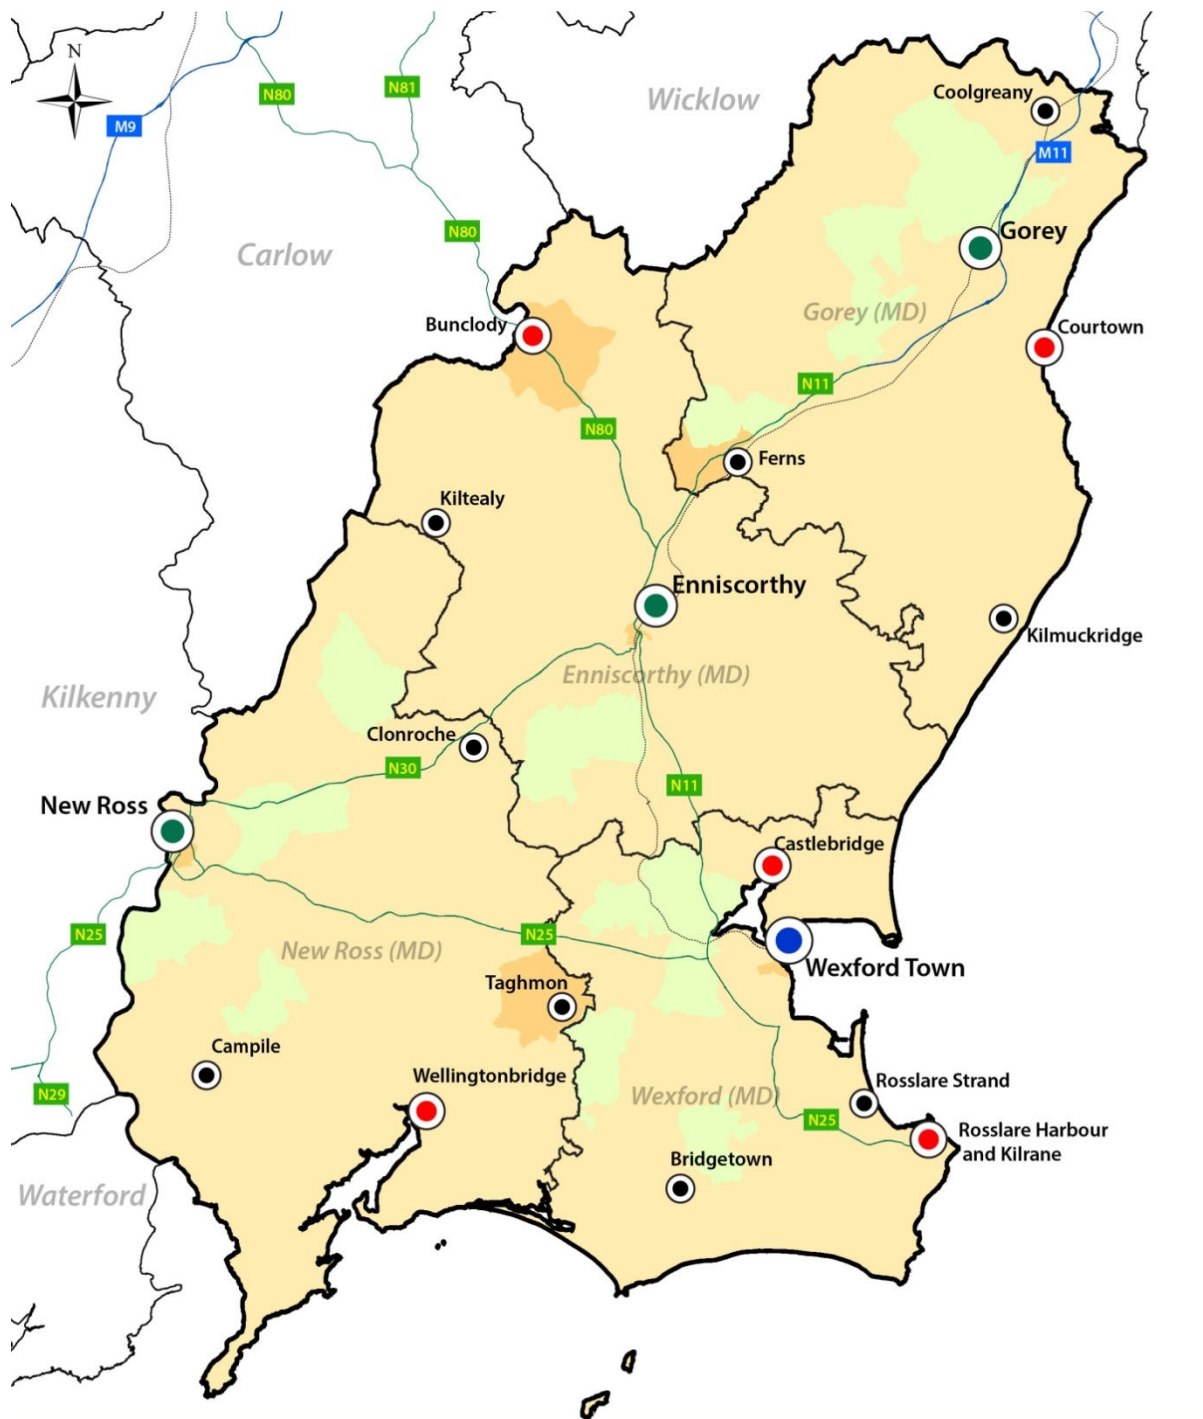 N
Wicklow
N80
N81
Coolgreany
M9
M11
N80
Gorey
Carlow
Gorey (MD)
Bunclody
Courtown
N11
N80
Ferns
Kiltealy
Enniscorthy
Kilmuckridge
Enniscorthy (MD)
Kilkenny
Clonroche
N30
N11
New Ross
Castlebridge
N25
N25
New Ross (MD)
Wexford Town
Taghmon
Campile
Wellingtonbridge
Rosslare Strand
N29
Wexford (MD)
N25
Rosslare Harbour
and Kilrane
Bridgetown
Waterford